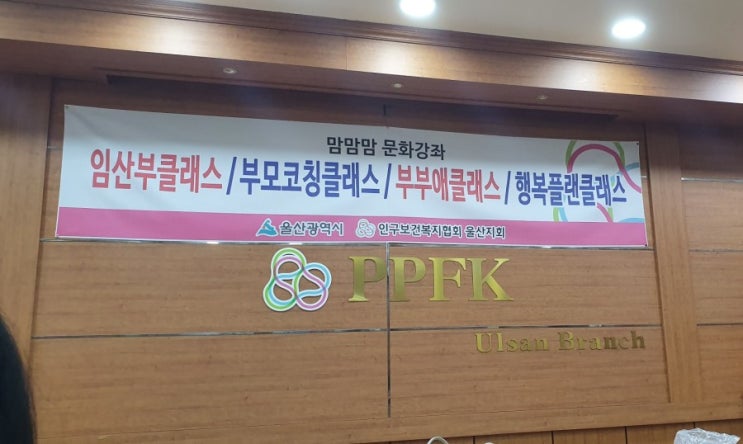 맘맘맘 문화강좌
임산부클래스/부모코칭클래스/부부애클래스/행복플랜클래스
울산광역시 인구보건복지협회 울산지회
PPFK
Ulsan Branch